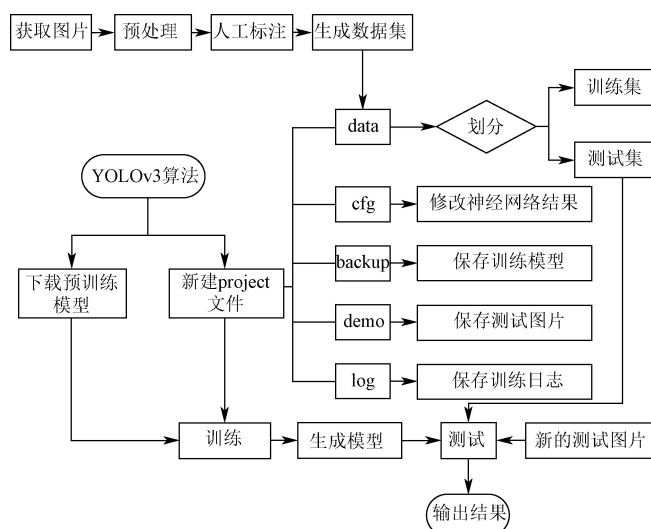 获取图片
预处理
人工标注
生成数据集
训练集
data
划分
测试集
YOLOv3算法
cfg
修改神经网络结果
下载预训练
模型
新建project
文件
backup
保存训练模型
demo
保存测试图片
log
保存训练日志
训练
生成模型
测试
新的测试图片
输出结果